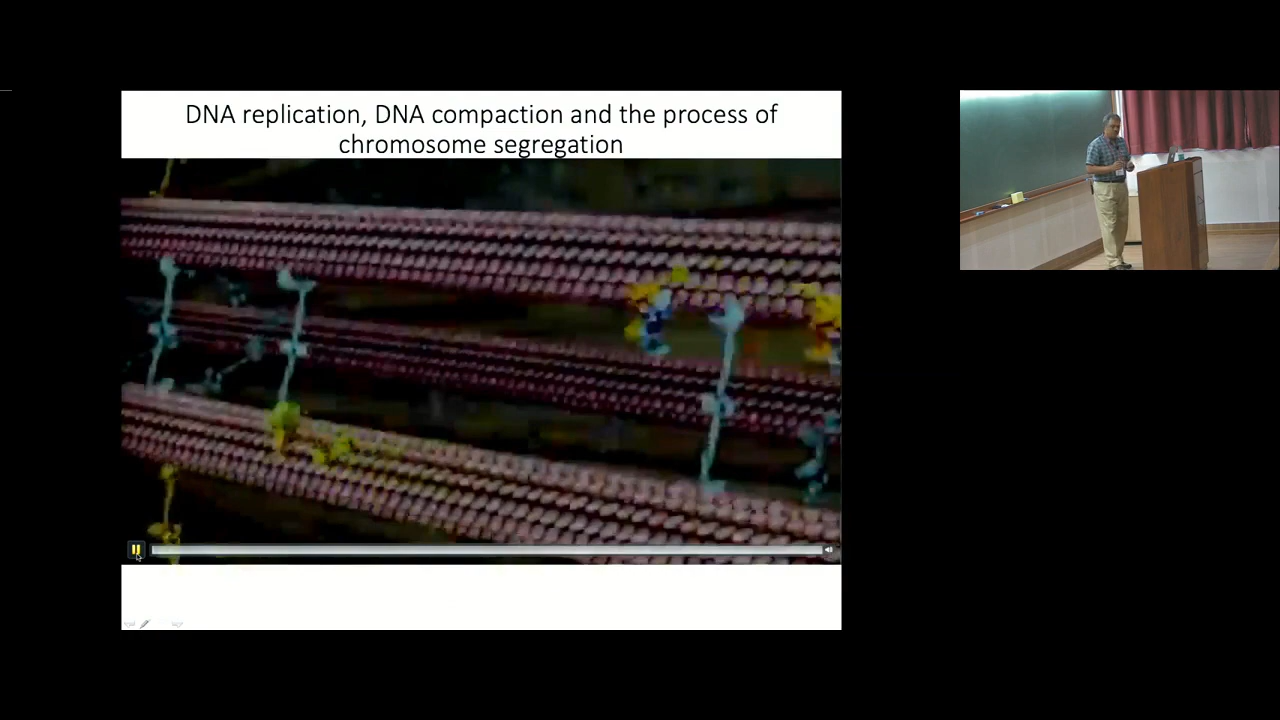 DNA replication, DNA compaction and the process of
chromosome segregation